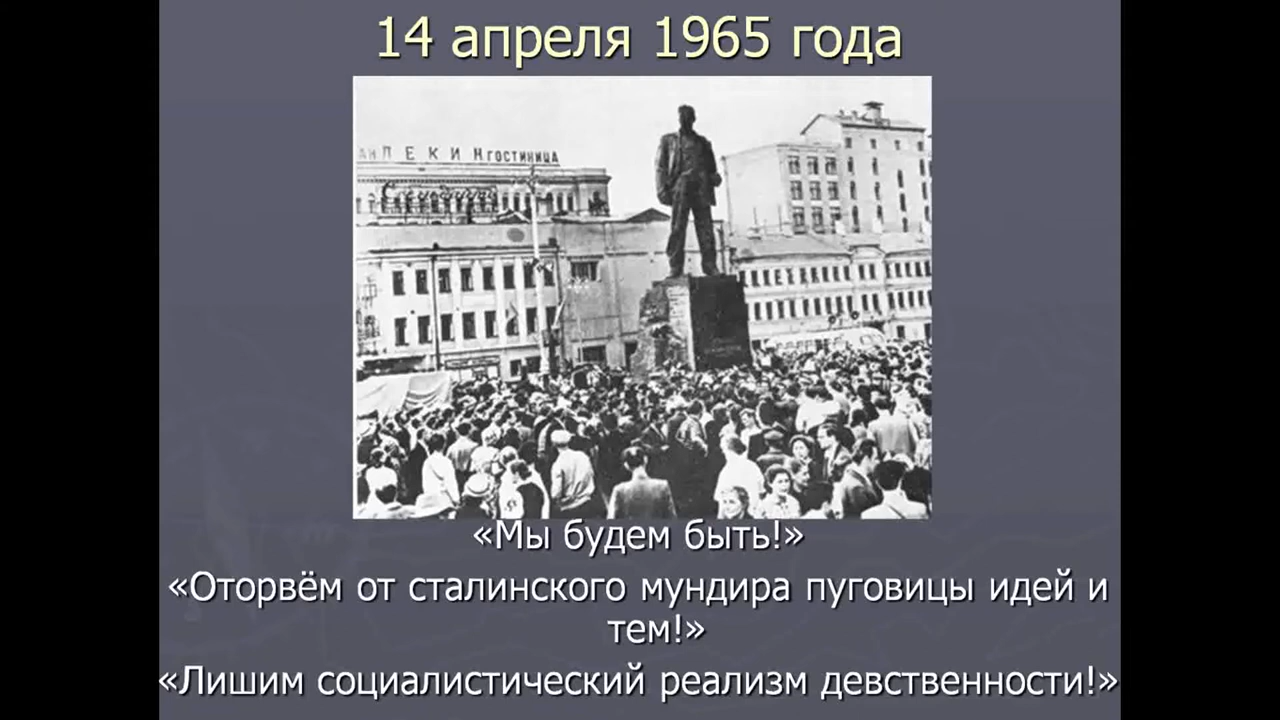 14 апреля 1965 года
ПЕКИН ГОСТИНИЦА
«Мы будем быть!»
«Оторвём от сталинского мундира пуговицы идей и
тем!»
«Лишим социалистический реализм девственности!»